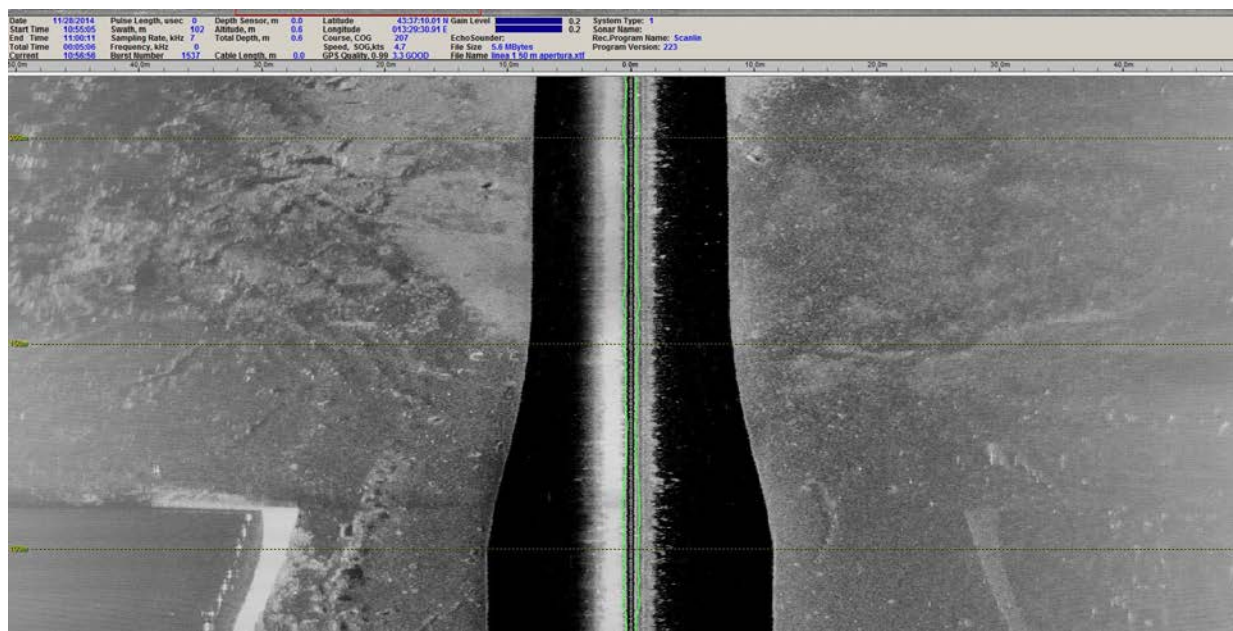 Date 11/28/2014 Pulse Length, usec 0 Depth Sensor, m 0.0 Latitude 43:37:10.01 N Gain Level 0.2 System Type: 1
Start Time 10:55:05 Swath, m 102 Altitude, m 0.6 Longitude 013:29:30.91 E 0.2 Sonar Name:
End Time 11:00:11 Sampling Rate, kHz 7 Total Depth, m 0.6 Course, COG 207 EchoSounder: Rec.Program Name: Scanlin
Total Time 00:05:06 Frequency, kHz 0 Speed, SOG,kts 4.7 File Size 5.6 MBytes Program Version: 223
Current 10:56:56 Burst Number 1537 Cable Length, m 0.0 GPS Quality, 0-99 3.3 GOOD File Name linea 1 50 m apertura.xtf
50,0m 40,0m 30,0m 20,0m 10,0m 0,0m 10,0m 20,0m 30,0m 40,0m
200m
150m
100m